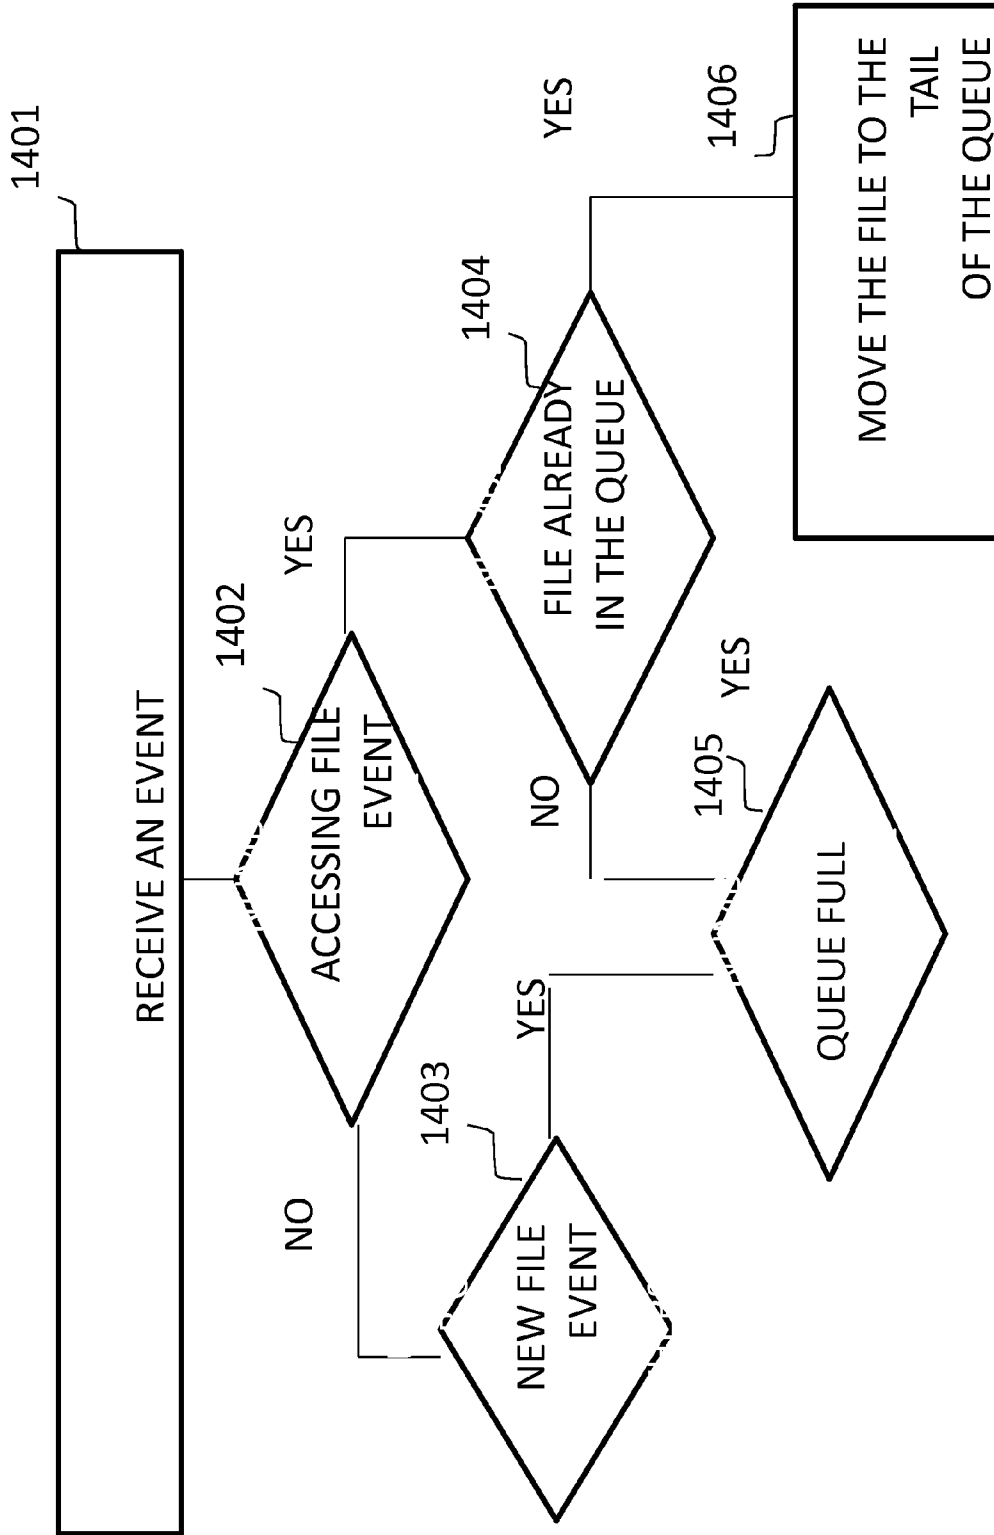 1401
RECEIVE AN EVENT
1402
ACCESSING FILE
EVENT
NO
YES
1403
NEW FILE
EVENT
YES
1404
FILE ALREADY
IN THE QUEUE
NO
YES
1405
QUEUE FULL
YES
1406
MOVE THE FILE TO THE
TAIL
OF THE QUEUE